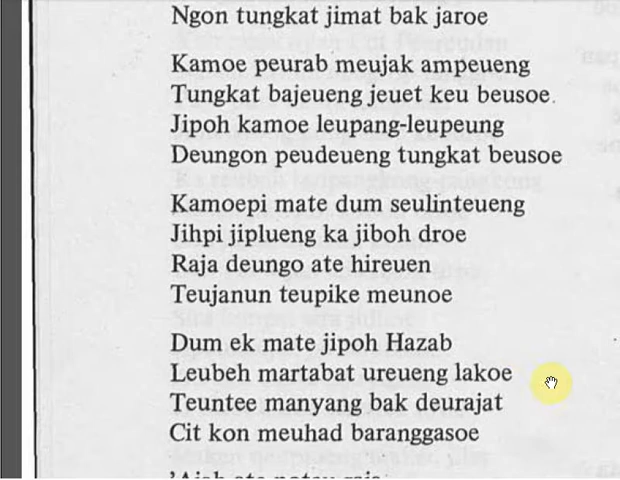 Ngon tungkat jimat bak jaroe
Kamoe peurab meujak ampeueng
Tungkat bajeueng jeuet keu beusoe.
Jipoh kamoe leupang-leupeung
Deungon peudeueng tungkat beusoe
Kamoepi mate dum seulinteueng
Jihpi jiplueng ka jiboh droe
Raja deungo ate hireuen
Teujanun teupike meunoe
Dum ek mate jipoh Hazab
Leubeh martabat ureueng lakoe
Teuntee manyang bak deurajat
Cit kon meuhad baranggasoe